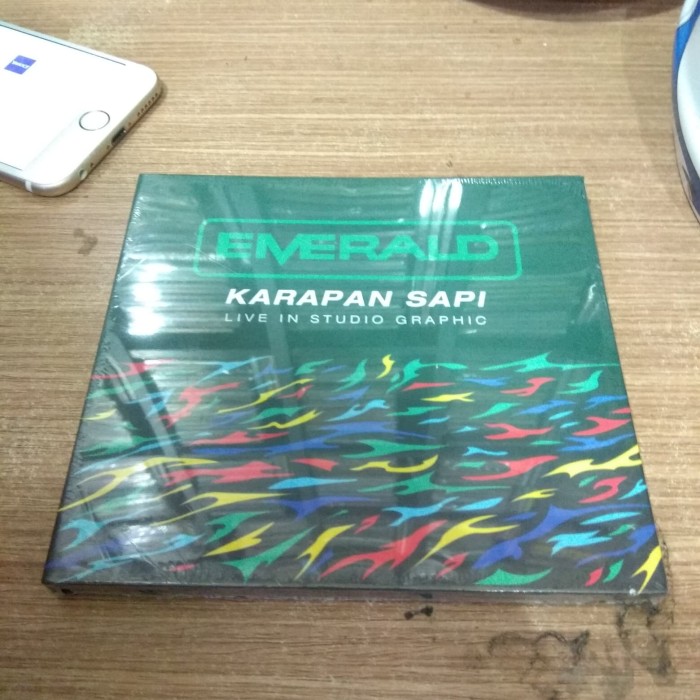 EMERALD
KARAPAN SAPI
LIVE IN STUDIO GRAPHIC